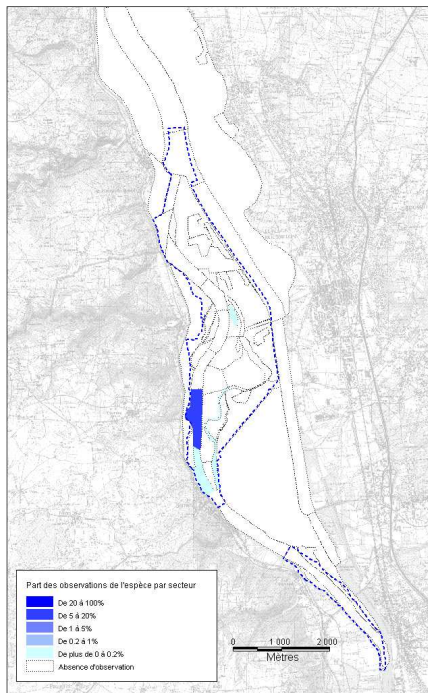 Part des observations de l'espèce par secteur
De 20 à 100%
De 5 à 20%
De 1 à 5%
De 0.2 à 1%
De plus de 0 à 0.2%
Absence d'observation
0 1 000 2 000
Mètres